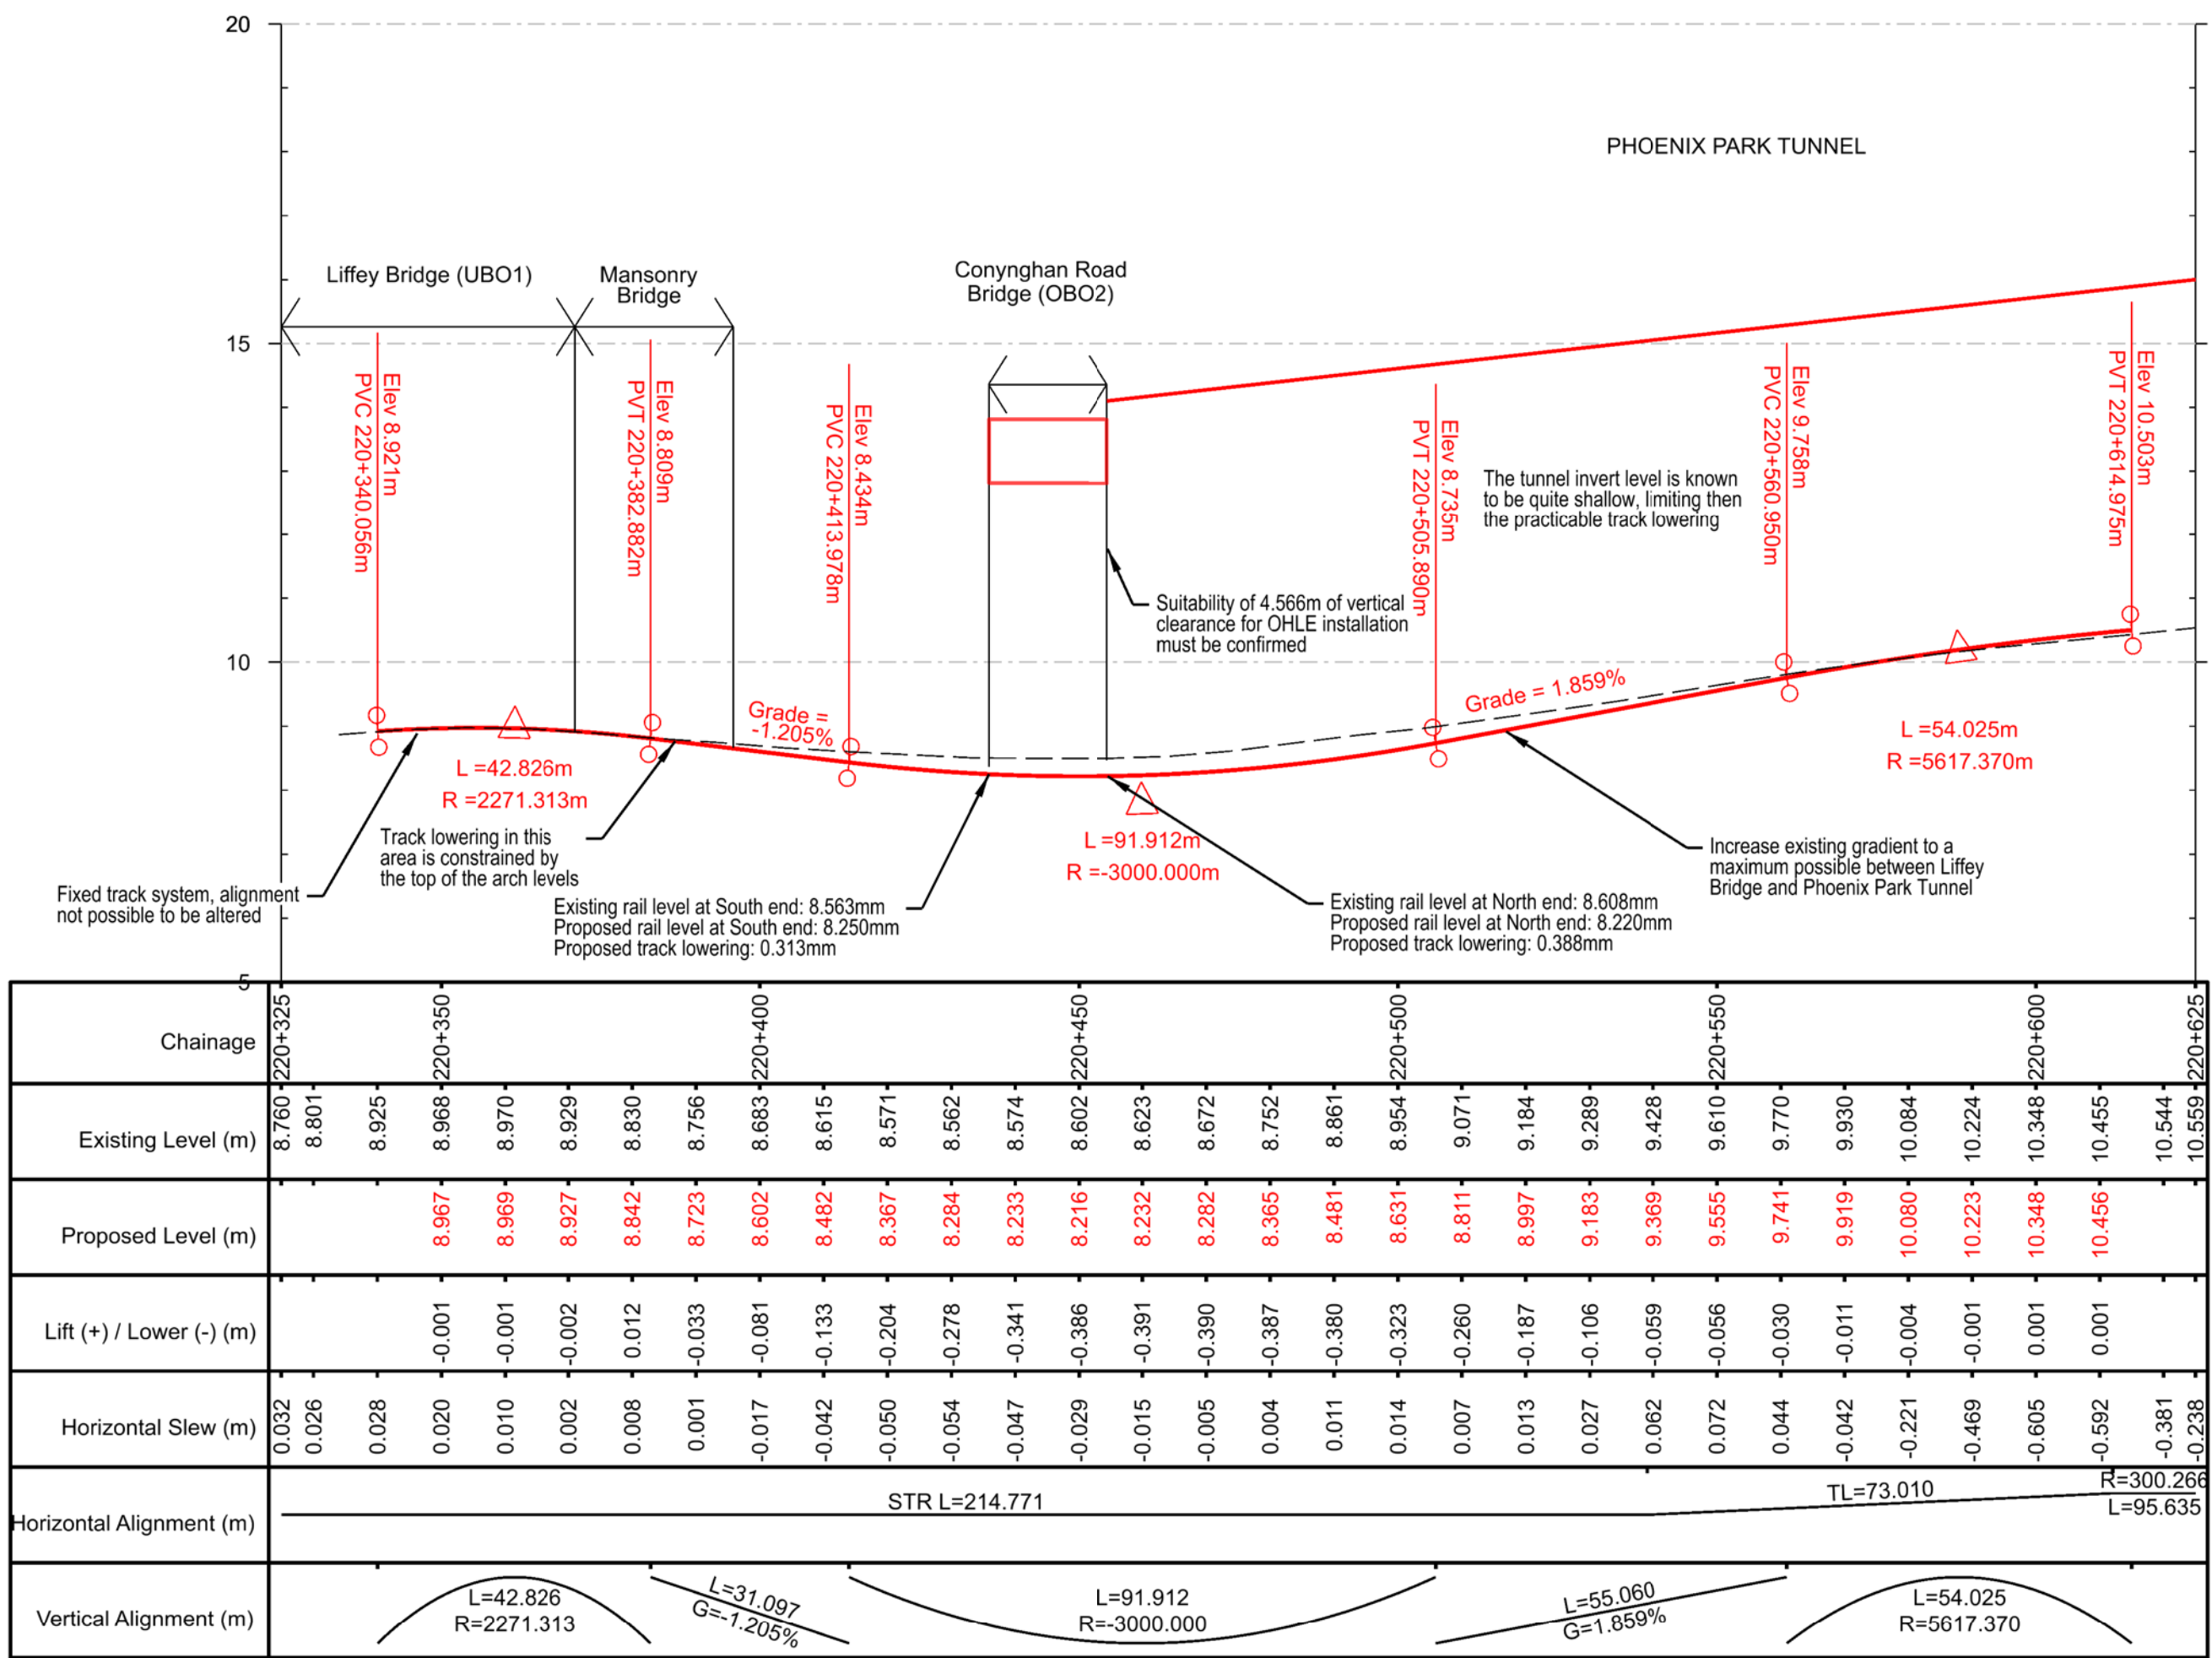 20
15
10
5
PHOENIX PARK TUNNEL
Liffey Bridge (UBO1)
Mansonry
Bridge
Conynghan Road
Bridge (OBO2)
Elev 8.921m
PVC 220+340.056m
Elev 8.809m
PVT 220+382.882m
Elev 8.434m
PVC 220+413.978m
Elev 8.735m
PVT 220+505.890m
Elev 9.758m
PVC 220+560.950m
Elev 10.503m
PVT 220+614.975m
The tunnel invert level is known
to be quite shallow, limiting then
the practicable track lowering
Suitability of 4.566m of vertical
clearance for OHLE installation
must be confirmed
Grade =
-1.205%
Grade = 1.859%
L =42.826m
R =2271.313m
L =91.912m
R =-3000.000m
L =54.025m
R =5617.370m
Track lowering in this
area is constrained by
the top of the arch levels
Fixed track system, alignment
not possible to be altered
Existing rail level at South end: 8.563mm
Proposed rail level at South end: 8.250mm
Proposed track lowering: 0.313mm
Existing rail level at North end: 8.608mm
Proposed rail level at North end: 8.220mm
Proposed track lowering: 0.388mm
Increase existing gradient to a
maximum possible between Liffey
Bridge and Phoenix Park Tunnel
Chainage 220+325 220+350 220+400 220+450 220+500 220+550 220+600 220+625
Existing Level (m) 8.760 8.801 8.925 8.968 8.970 8.929 8.830 8.756 8.683 8.615 8.571 8.562 8.574 8.602 8.623 8.672 8.752 8.861 8.954 9.071 9.184 9.289 9.428 9.610 9.770 9.930 10.084 10.224 10.348 10.455 10.544 10.559
Proposed Level (m) 8.967 8.969 8.927 8.842 8.723 8.602 8.482 8.367 8.284 8.233 8.216 8.232 8.282 8.365 8.481 8.631 8.811 8.997 9.183 9.369 9.555 9.741 9.919 10.080 10.223 10.348 10.456
Lift (+) / Lower (-) (m) -0.001 -0.001 -0.002 0.012 -0.033 -0.081 -0.133 -0.204 -0.278 -0.341 -0.386 -0.391 -0.390 -0.387 -0.380 -0.323 -0.260 -0.187 -0.106 -0.059 -0.056 -0.030 -0.011 -0.004 -0.001 0.001 0.001
Horizontal Slew (m) 0.032 0.026 0.028 0.020 0.010 0.002 0.008 0.001 -0.017 -0.042 -0.050 -0.054 -0.047 -0.029 -0.015 -0.005 0.004 0.011 0.014 0.007 0.013 0.027 0.062 0.072 0.044 -0.042 -0.221 -0.469 -0.605 -0.592 -0.381 -0.238
Horizontal Alignment (m) STR L=214.771 TL=73.010 R=300.266
L=95.635
Vertical Alignment (m)
L=42.826
R=2271.313
L=31.097
G=-1.205%
L=91.912
R=-3000.000
L=55.060
G=1.859%
L=54.025
R=5617.370